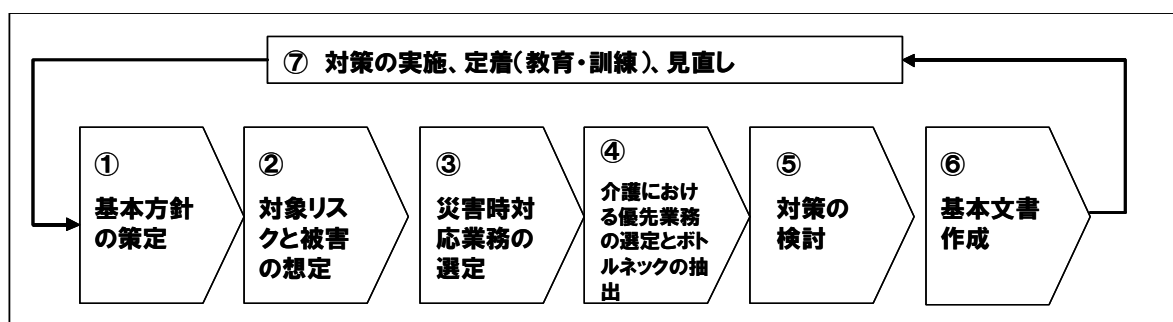 ⑦ 対策の実施、定着(教育・訓練)、見直し
①
基本方針
の策定
②
対象リス
クと被害
の想定
③
災害時対
応業務の
選定
④
介護におけ
る優先業務
の選定とボト
ルネックの抽
出
⑤
対策の
検討
⑥
基本文書
作成